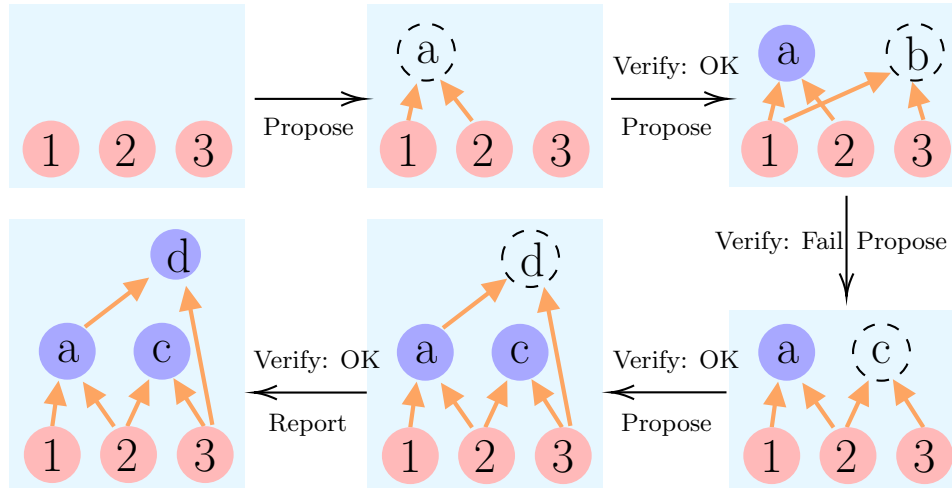 1 2 3
Propose
a
1 2 3
Verify: OK
Propose
a b
1 2 3
Verify: Fail Propose
a c
1 2 3
Verify: OK
Propose
d
a c
1 2 3
Verify: OK
Report
d
a c
1 2 3